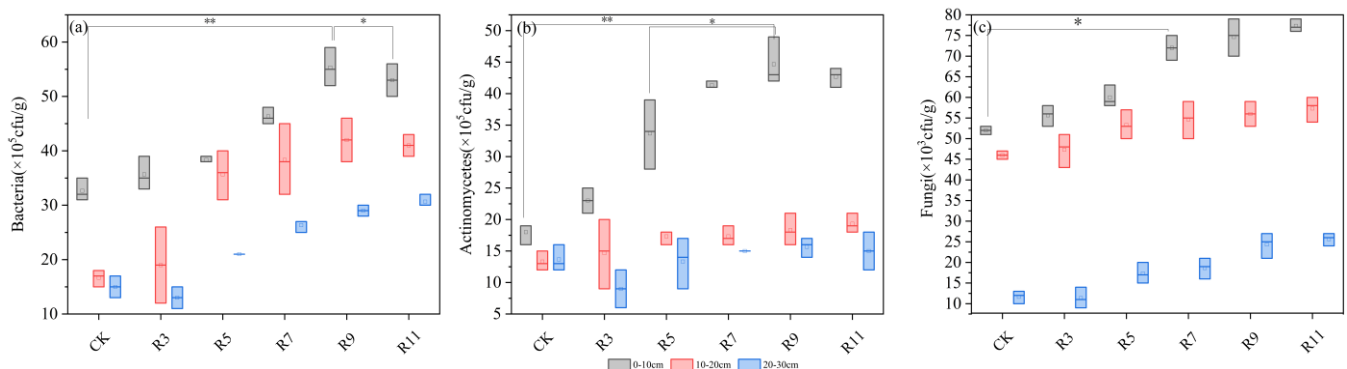 (a)
**
*
Bacteria(×10⁵cfu/g)
60
50
40
30
20
10
CK
R3
R5
R7
R9
R11
(b)
**
*
Actinomycetes(×10⁵cfu/g)
50
45
40
35
30
25
20
15
10
5
0
CK
R3
R5
R7
R9
R11
(c)
*
Fungi(×10³cfu/g)
80
75
70
65
60
55
50
45
40
35
30
25
20
15
10
CK
R3
R5
R7
R9
R11
0-10cm 10-20cm 20-30cm